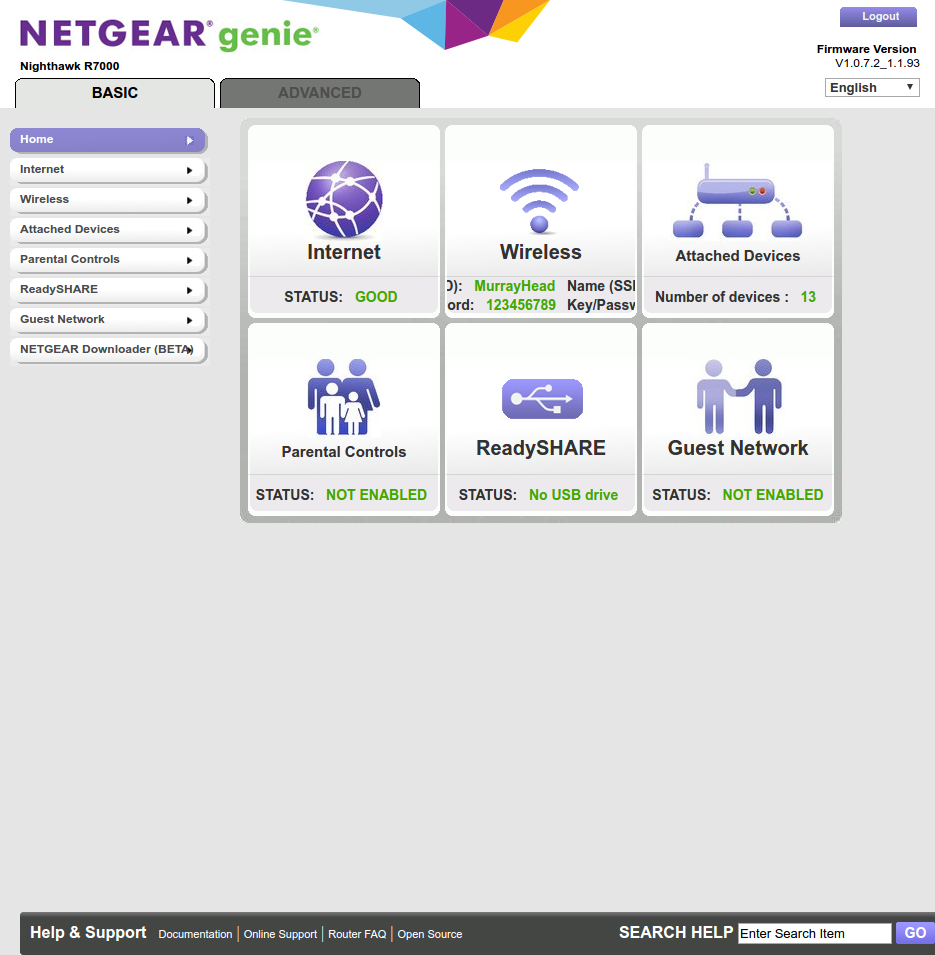 NETGEAR® genie®
Logout
Firmware Version
V1.0.7.2_1.1.93
Nighthawk R7000
English
BASIC
ADVANCED
Home
Internet
Wireless
Attached Devices
Parental Controls
ReadySHARE
Guest Network
NETGEAR Downloader (BETA)
Internet
STATUS: GOOD
Wireless
D): MurrayHead Name (SSI
ord: 123456789 Key/Passw
Attached Devices
Number of devices : 13
Parental Controls
STATUS: NOT ENABLED
ReadySHARE
STATUS: No USB drive
Guest Network
STATUS: NOT ENABLED
Help & Support Documentation | Online Support | Router FAQ | Open Source
SEARCH HELP Enter Search Item GO